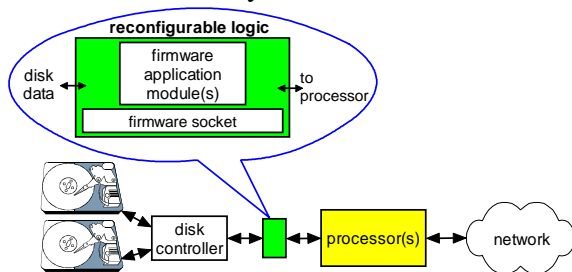 reconfigurable logic
firmware
application
module(s)
disk
data
to
processor
firmware socket
disk
controller
processor(s)
network